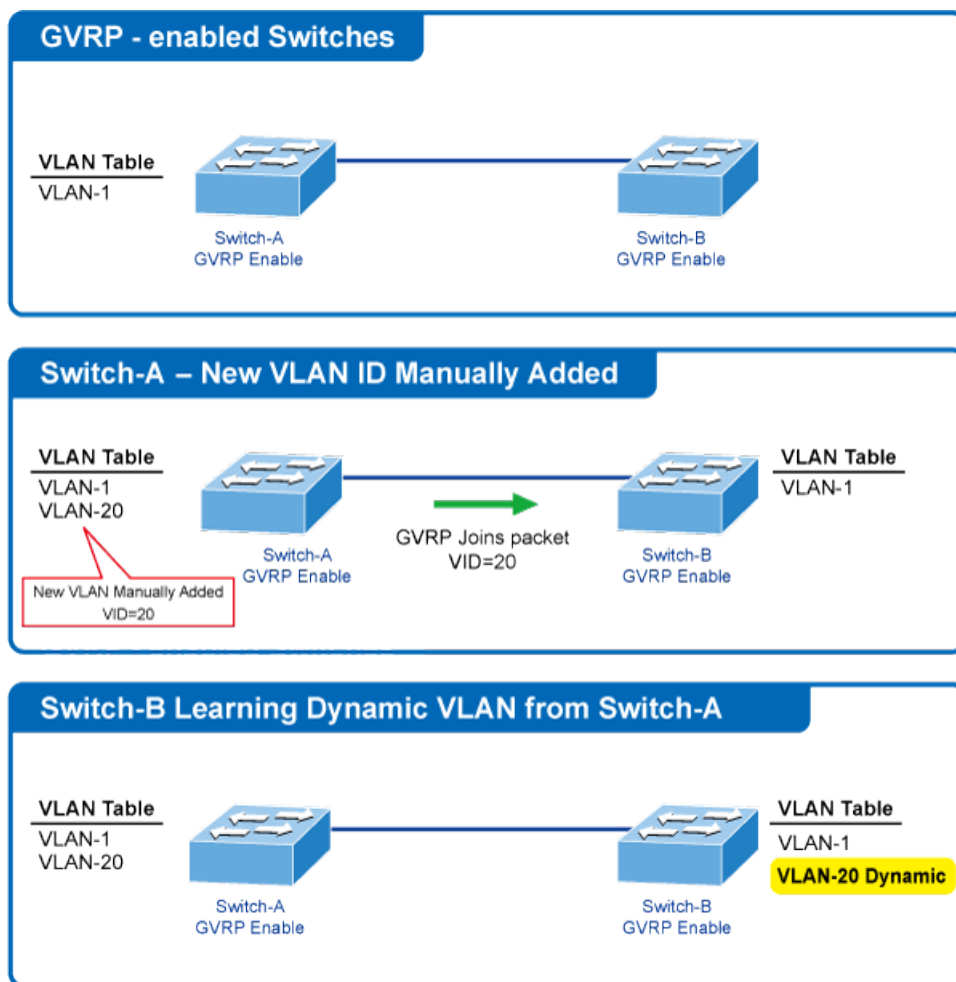 GVRP - enabled Switches
VLAN Table
VLAN-1
Switch-A
GVRP Enable
Switch-B
GVRP Enable
Switch-A – New VLAN ID Manually Added
VLAN Table
VLAN-1
VLAN-20
New VLAN Manually Added
VID=20
Switch-A
GVRP Enable
GVRP Joins packet
VID=20
Switch-B
GVRP Enable
VLAN Table
VLAN-1
Switch-B Learning Dynamic VLAN from Switch-A
VLAN Table
VLAN-1
VLAN-20
Switch-A
GVRP Enable
Switch-B
GVRP Enable
VLAN Table
VLAN-1
VLAN-20 Dynamic